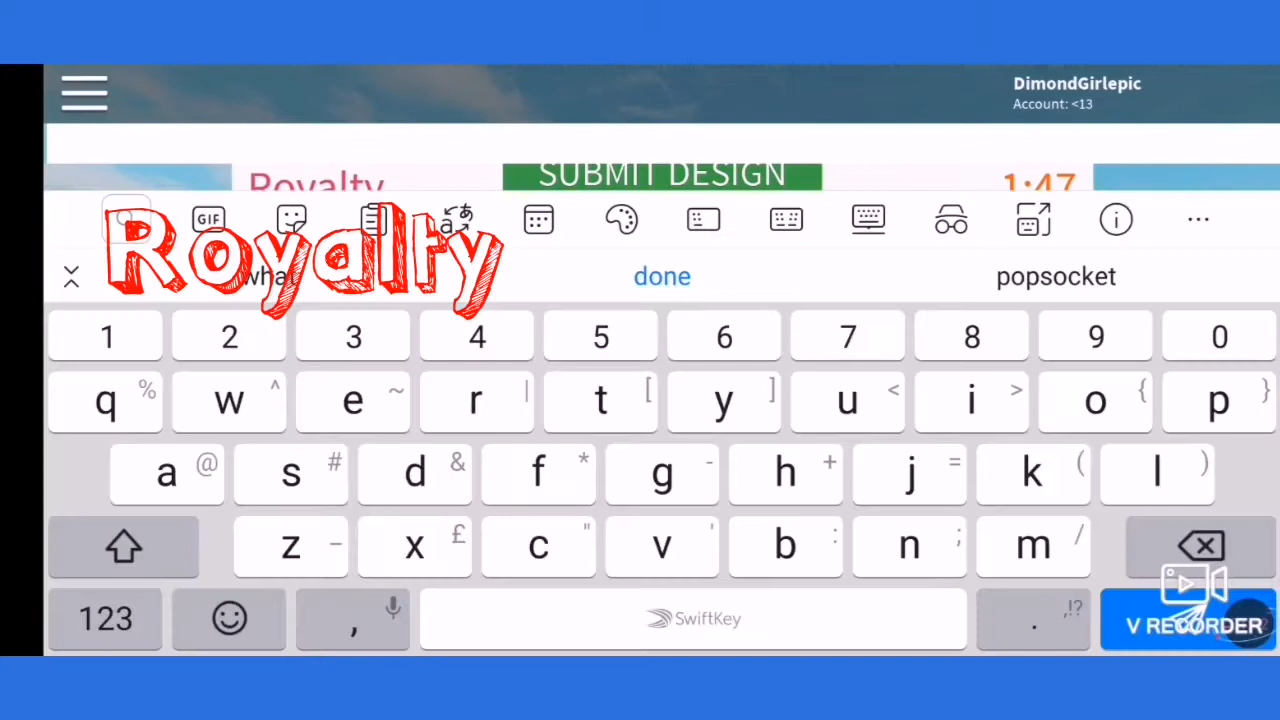 DimondGirlepic
Account: <13
SUBMIT DESIGN
Royalty
1:47
GIF
Royalty
what done popsocket
1 2 3 4 5 6 7 8 9 0
q % w ^ e ~ r | t [ y ] u < i > o { p }
a @ s # d & f * g - h + j = k ( l )
z _ x £ c " v ' b : n ; m /
123 , SwiftKey . ,!?
V RECORDER